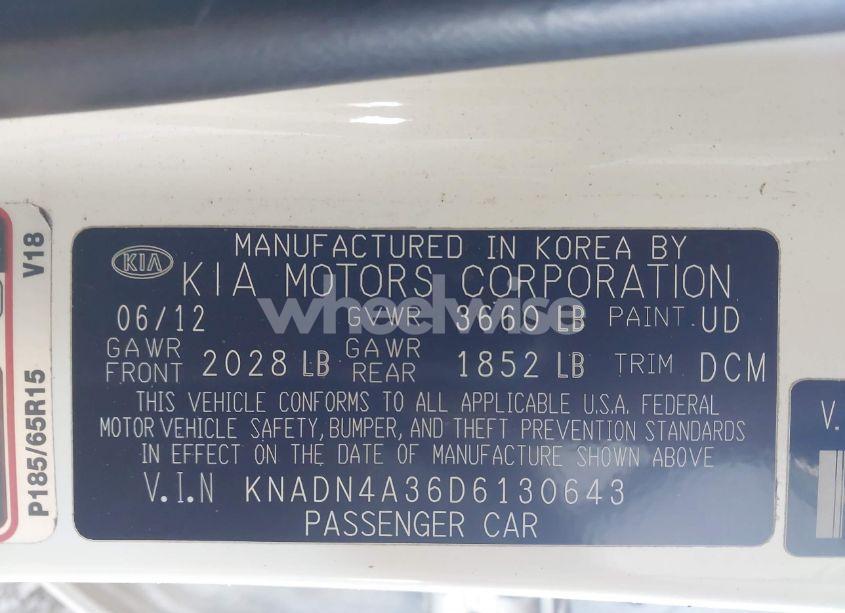 MANUFACTURED IN KOREA BY
KIA KIA MOTORS CORPORATION
06/12 GVWR 3666 LB PAINT UD
GAWR FRONT 2028 LB GAWR REAR 1852 LB TRIM DCM
THIS VEHICLE CONFORMS TO ALL APPLICABLE U.S.A. FEDERAL
MOTOR VEHICLE SAFETY, BUMPER, AND THEFT PREVENTION STANDARDS
IN EFFECT ON THE DATE OF MANUFACTURE SHOWN ABOVE
V.I.N KNADN4A36D6130643
PASSENGER CAR
wheelwise
P185/65R15 V18
V.